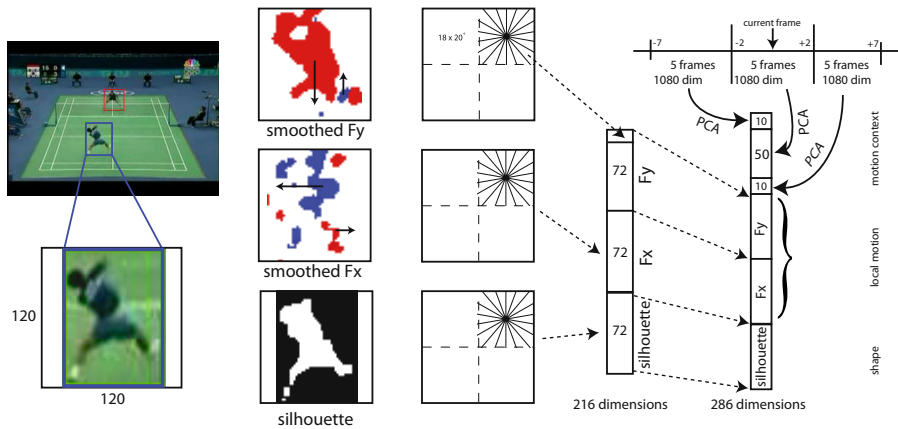 120
120
smoothed Fy
smoothed Fx
silhouette
18 x 20°
72
Fy
72
Fx
72
silhouette
216 dimensions
current frame
-7
-2
+2
+7
5 frames
1080 dim
5 frames
1080 dim
5 frames
1080 dim
PCA
PCA
PCA
10
50
10
Fy
Fx
silhouette
286 dimensions
motion context
local motion
shape